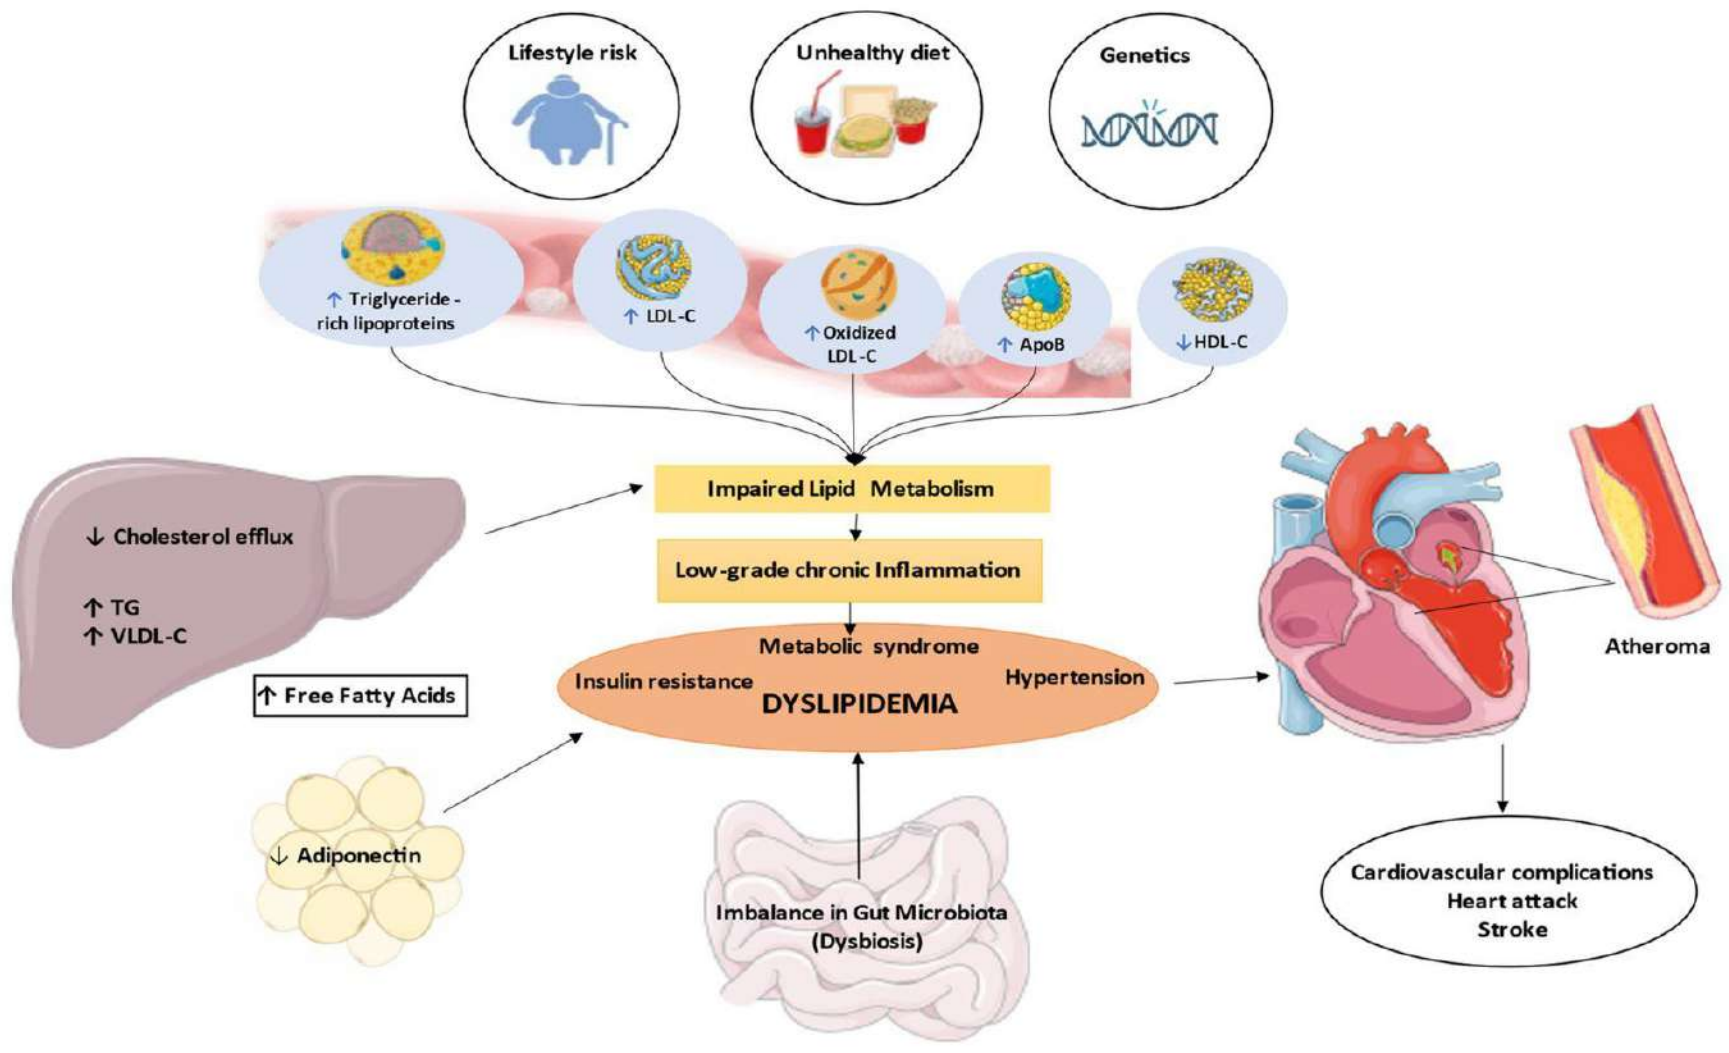 Lifestyle risk
Unhealthy diet
Genetics
↑ Triglyceride -
rich lipoproteins
↑ LDL-C
↑ Oxidized
LDL-C
↑ ApoB
↓ HDL-C
Impaired Lipid Metabolism
Low-grade chronic Inflammation
↓ Cholesterol efflux
↑ TG
↑ VLDL-C
↑ Free Fatty Acids
Metabolic syndrome
Insulin resistance
Hypertension
DYSLIPIDEMIA
Atheroma
↓ Adiponectin
Imbalance in Gut Microbiota
(Dysbiosis)
Cardiovascular complications
Heart attack
Stroke